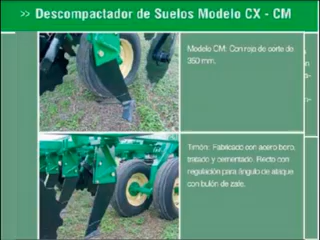 >> Descompactador de Suelos Modelo CX - CM
Modelo CM: Con reja de corte de
350 mm.
Timón: Fabricado con acero boro,
tratado y cementado. Recto con
regulación para ángulo de ataque
con bulón de zafe.